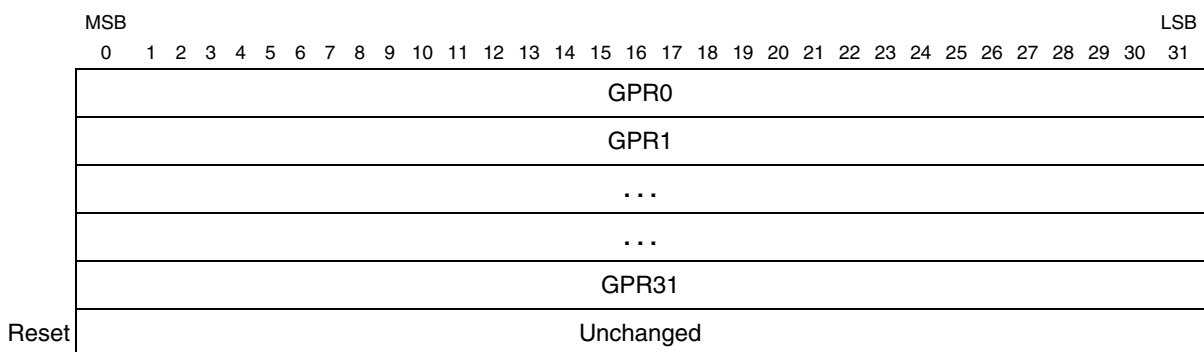 MSB LSB
0 1 2 3 4 5 6 7 8 9 10 11 12 13 14 15 16 17 18 19 20 21 22 23 24 25 26 27 28 29 30 31
GPR0
GPR1
. . .
. . .
GPR31
Reset Unchanged